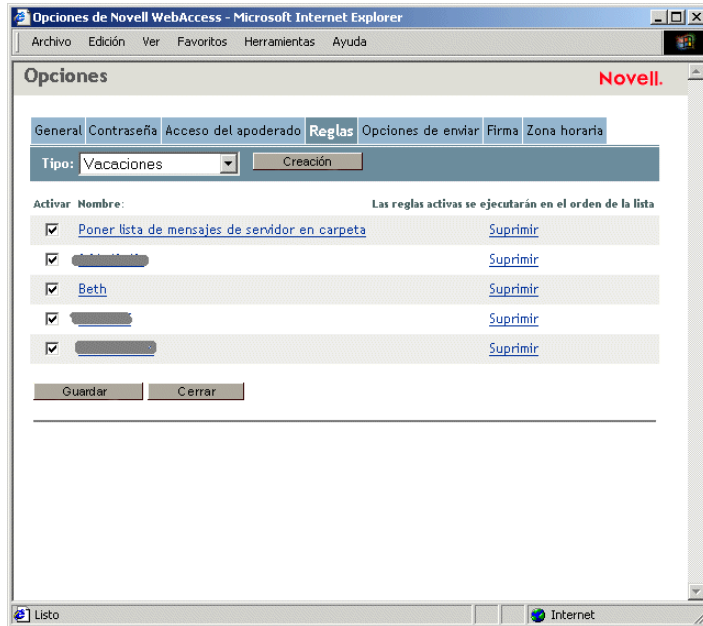 Opciones de Novell WebAccess - Microsoft Internet Explorer
Archivo Edición Ver Favoritos Herramientas Ayuda
Opciones
Novell.
General Contraseña Acceso del apoderado Reglas Opciones de enviar Firma Zona horaria
Tipo: Vacaciones Creación
Activar Nombre: Las reglas activas se ejecutarán en el orden de la lista
Poner lista de mensajes de servidor en carpeta Suprimir
Suprimir
Beth Suprimir
Suprimir
Suprimir
Guardar Cerrar
Listo Internet